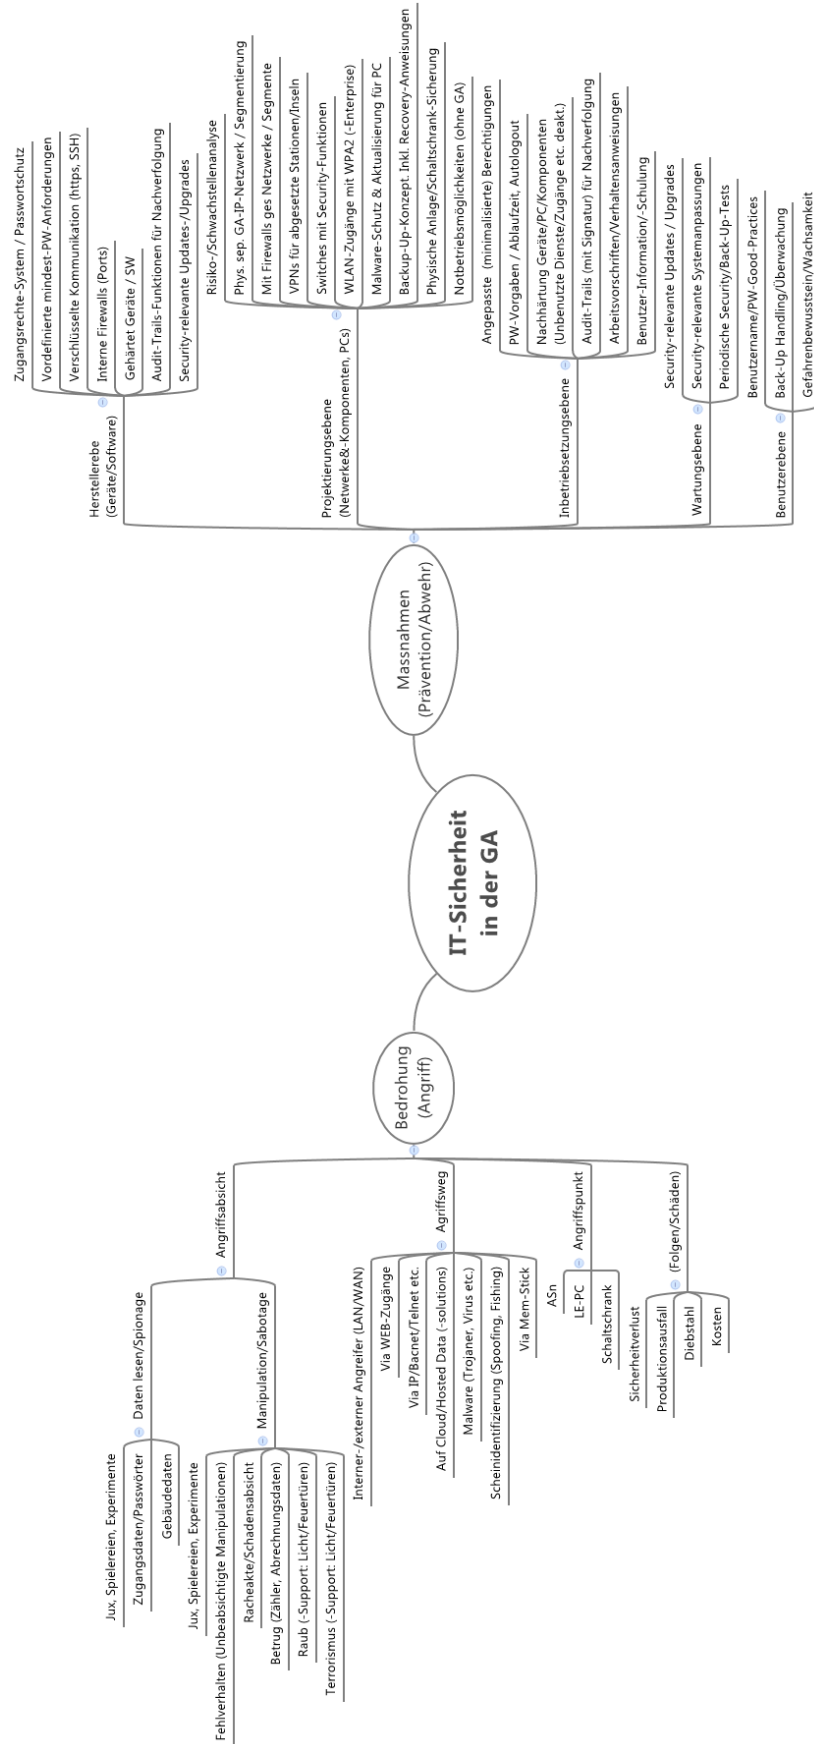 IT-Sicherheit
in der GA
Bedrohung
(Angriff)
Angriffsabsicht
Daten lesen/Spionage
Jux, Spielereien, Experimente
Zugangsdaten/Passwörter
Gebäudedaten
Manipulation/Sabotage
Jux, Spielereien, Experimente
Fehlverhalten (Unbeabsichtigte Manipulationen)
Racheakte/Schadensabsicht
Betrug (Zähler, Abrechnungsdaten)
Raub (-Support: Licht/Feuertüren)
Terrorismus (-Support: Licht/Feuertüren)
Agriffsweg
Interner-/externer Angreifer (LAN/WAN)
Via WEB-Zugänge
Via IP/Bacnet/Telnet etc.
Auf Cloud/Hosted Data (-solutions)
Malware (Trojaner, Virus etc.)
Scheinidentifizierung (Spoofing, Fishing)
Via Mem-Stick
Angriffspunkt
ASn
LE-PC
Schaltschrank
(Folgen/Schäden)
Sicherheitverlust
Produktionsausfall
Diebstahl
Kosten
Massnahmen
(Prävention/Abwehr)
Herstellerebe
(Geräte/Software)
Zugangsrechte-System / Passwortschutz
Vordefinierte mindest-PW-Anforderungen
Verschlüsselte Kommunikation (https, SSH)
Interne Firewalls (Ports)
Gehärtet Geräte / SW
Audit-Trails-Funktionen für Nachverfolgung
Security-relevante Updates-/Upgrades
Projektierungsebene
(Netwerke&-Komponenten, PCs)
Risiko-/Schwachstellenanalyse
Phys. sep. GA-IP-Netzwerk / Segmentierung
Mit Firewalls ges Netzwerke / Segmente
VPNs für abgesetzte Stationen/Inseln
Switches mit Security-Funktionen
WLAN-Zugänge mit WPA2 (-Enterprise)
Malware-Schutz & Aktualisierung für PC
Backup-Up-Konzept. Inkl. Recovery-Anweisungen
Physische Anlage/Schaltschrank-Sicherung
Notbetriebsmöglichkeiten (ohne GA)
Inbetriebsetzungsebene
Angepasste (minimalisierte) Berechtigungen
PW-Vorgaben / Ablaufzeit, Autologout
Nachhärtung Geräte/PC/Komponenten
(Unbenutzte Dienste/Zugänge etc. deakt.)
Audit-Trails (mit Signatur) für Nachverfolgung
Arbeitsvorschriften/Verhaltensanweisungen
Benutzer-Information/-Schulung
Wartungsebene
Security-relevante Updates / Upgrades
Security-relevante Systemanpassungen
Periodische Security/Back-Up-Tests
Benutzerebene
Benutzername/PW-Good-Practices
Back-Up Handling/Überwachung
Gefahrenbewusstsein/Wachsamkeit